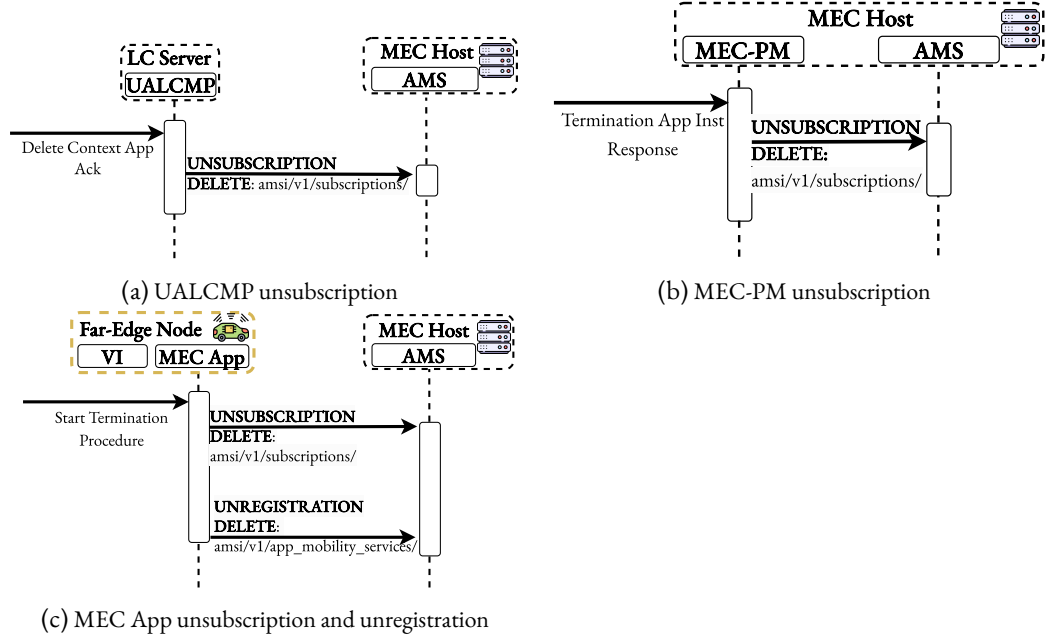 LC Server
UALCMP
MEC Host
AMS
Delete Context App
Ack
UNSUBSCRIPTION
DELETE: amsi/v1/subscriptions/
(a) UALCMP unsubscription
MEC Host
MEC-PM
AMS
Termination App Inst
Response
UNSUBSCRIPTION
DELETE:
amsi/v1/subscriptions/
(b) MEC-PM unsubscription
Far-Edge Node
VI
MEC App
MEC Host
AMS
Start Termination
Procedure
UNSUBSCRIPTION
DELETE:
amsi/v1/subscriptions/
UNREGISTRATION
DELETE:
amsi/v1/app_mobility_services/
(c) MEC App unsubscription and unregistration